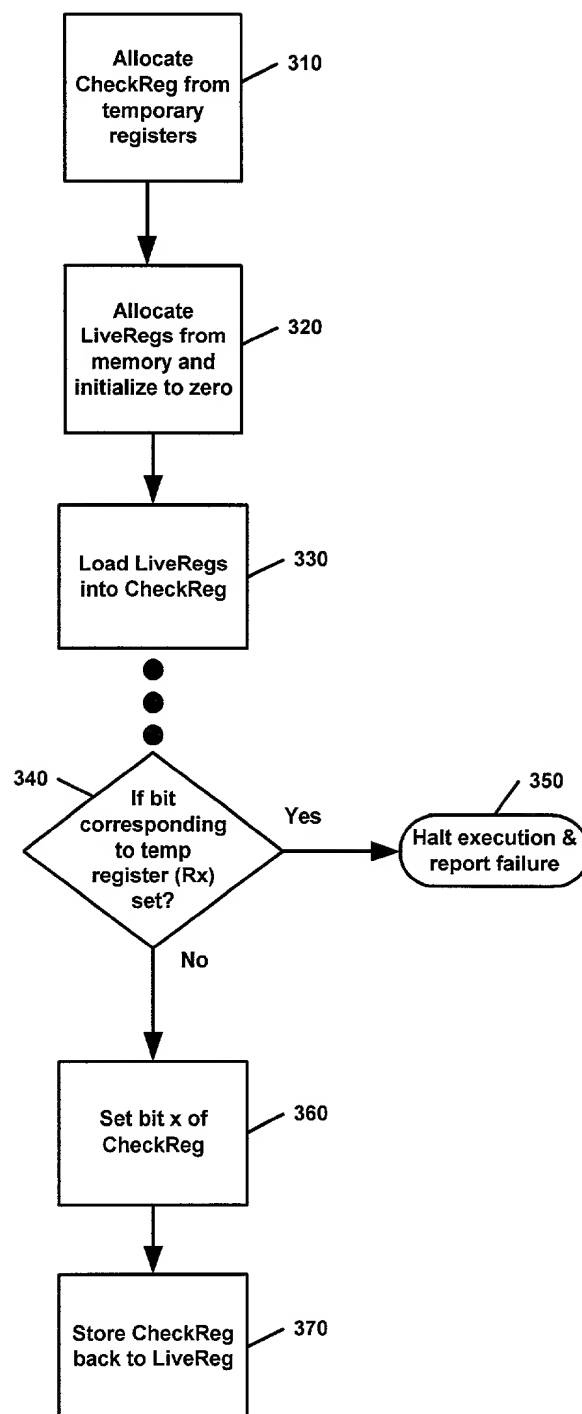 Allocate
CheckReg from
temporary
registers
310
Allocate
LiveRegs from
memory and
initialize to zero
320
Load LiveRegs
into CheckReg
330
340
If bit
corresponding
to temp
register (Rx)
set?
Yes
350
Halt execution &
report failure
No
Set bit x of
CheckReg
360
Store CheckReg
back to LiveReg
370